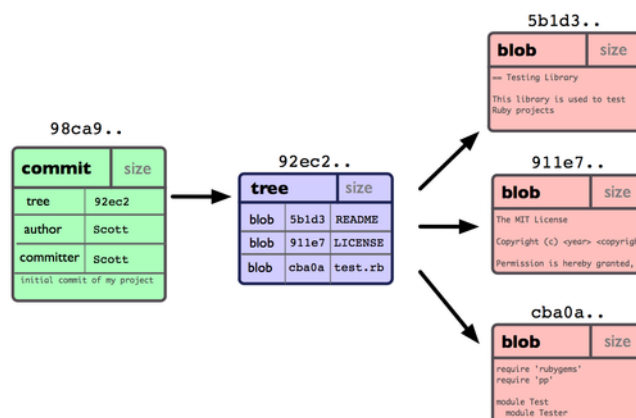 98ca9..
commit size
tree 92ec2
author Scott
committer Scott
initial commit of my project
92ec2..
tree size
blob 5b1d3 README
blob 911e7 LICENSE
blob cba0a test.rb
5b1d3..
blob size
== Testing Library
This library is used to test
Ruby projects
911e7..
blob size
The MIT License
Copyright (c) <year> <copyrigh
Permission is hereby granted,
cba0a..
blob size
require 'rubygems'
require 'pp'
module Test
module Tester